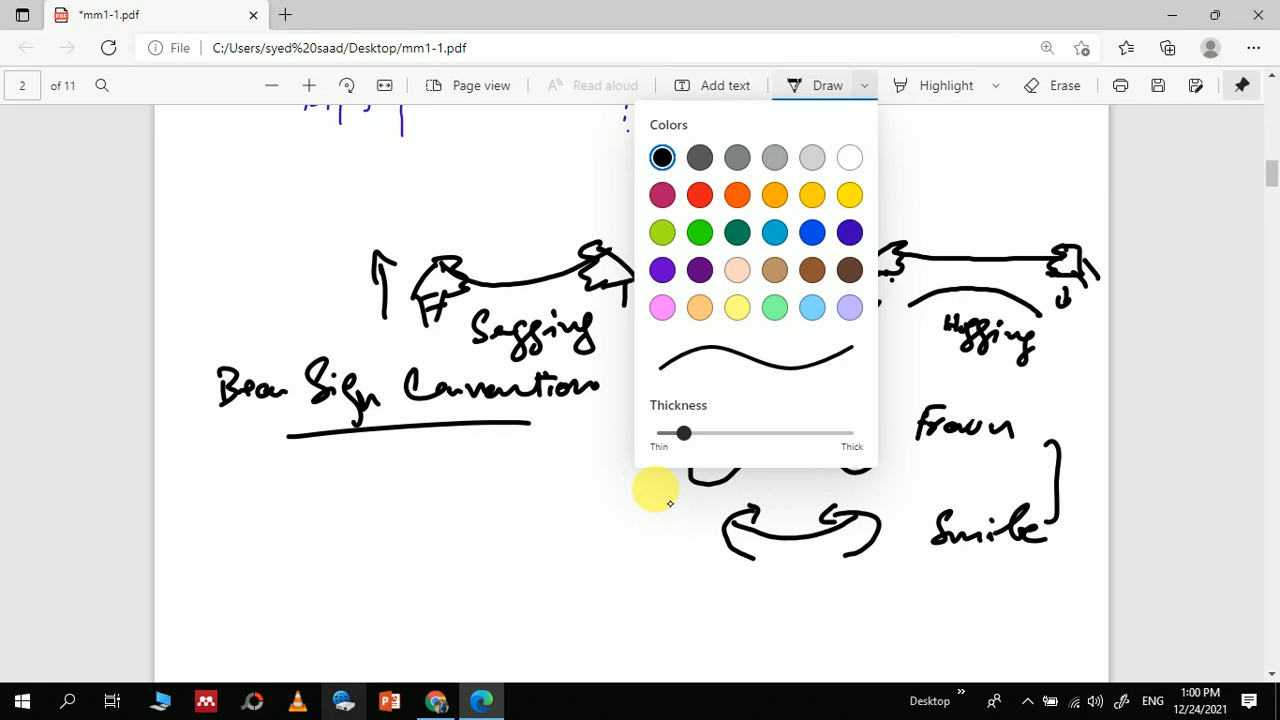 *mm1-1.pdf
File C:/Users/syed%20saad/Desktop/mm1-1.pdf
2 of 11 Page view Read aloud Add text Draw Highlight Erase
Colors
Sagging
Hogging
Beam Sign Convention
Thickness
Thin Thick
Frown
Smile
Desktop » ENG 1:00 PM
12/24/2021